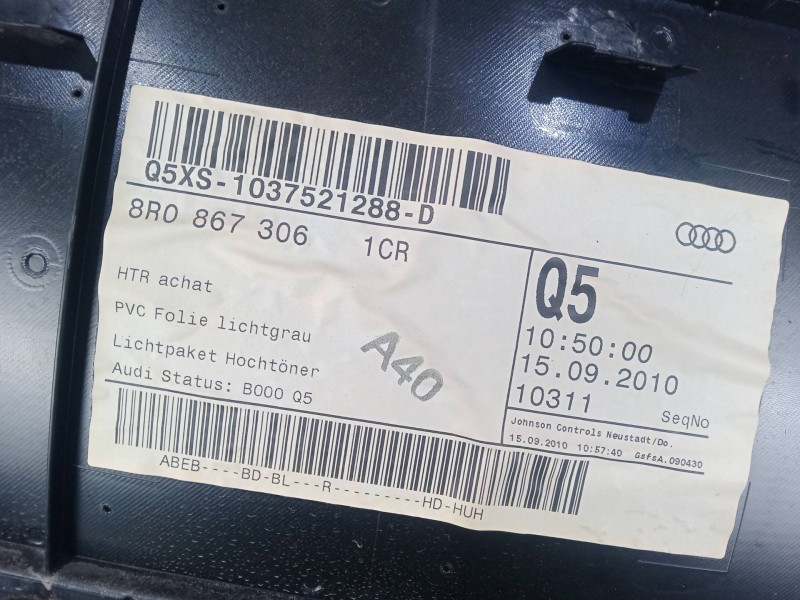 Q5XS-1037521288-D
8R0 867 306 1CR
HTR achat
PVC Folie lichtgrau
Lichtpaket Hochtöner
Audi Status: B000 Q5
A40
Q5
10:50:00
15.09.2010
10311 SeqNo
Johnson Controls Neustadt/Do.
15.09.2010 10:57:40 GsfsA.090430
ABEB----BD-BL---R---------HD-HUH